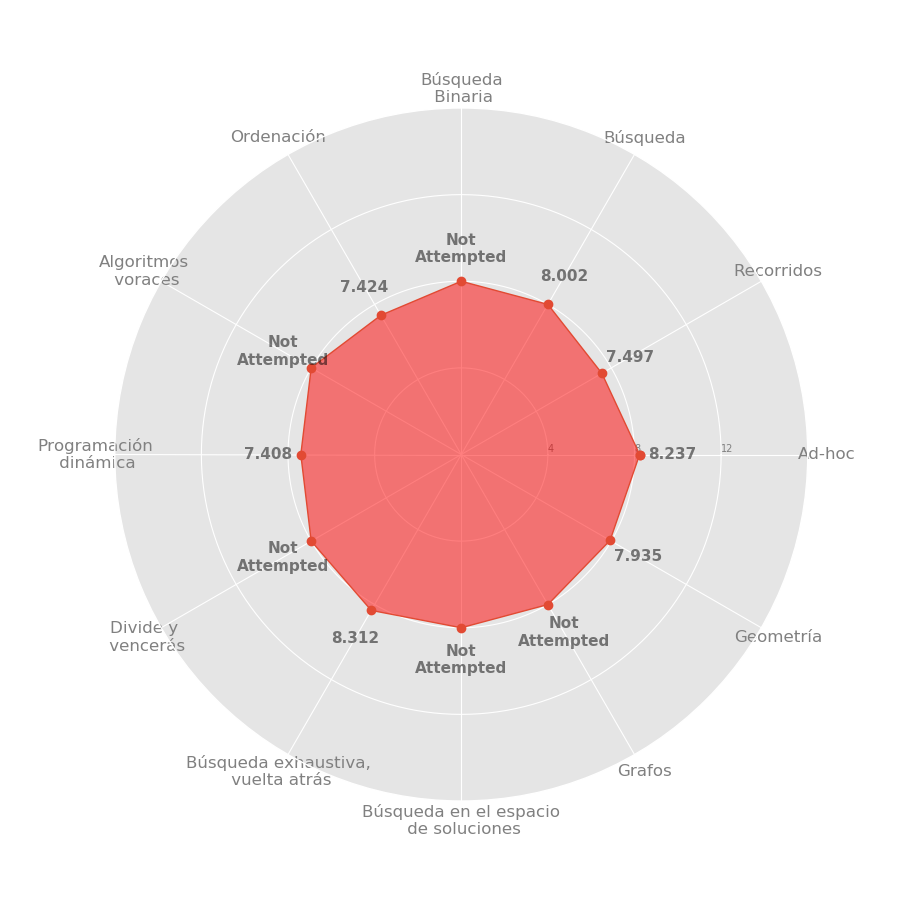 Búsqueda
Binaria
Ordenación
Búsqueda
Not
Attempted
Algoritmos
voraces
7.424
8.002
Recorridos
Not
Attempted
7.497
Programación
dinámica
7.408
4
8
12
8.237
Ad-hoc
Not
Attempted
7.935
Divide y
vencerás
8.312
Not
Attempted
Not
Attempted
Geometría
Búsqueda exhaustiva,
vuelta atrás
Grafos
Búsqueda en el espacio
de soluciones